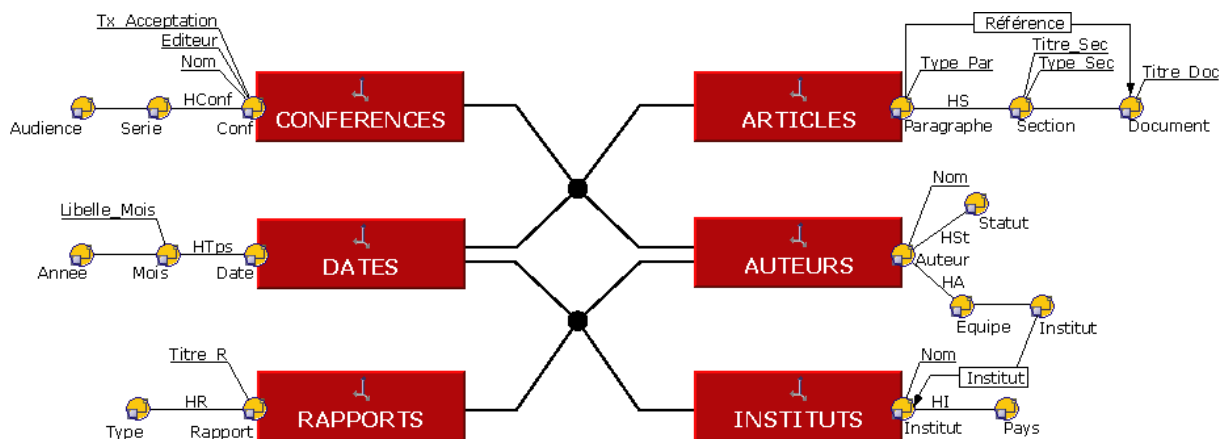 Tx_Acceptation
Editeur
Nom
HConf
Audience
Serie
Conf
CONFERENCES
Référence
Titre_Sec
Type_Par
Type_Sec
Titre_Doc
ARTICLES
HS
Paragraphe
Section
Document
Libelle_Mois
HTps
Annee
Mois
Date
DATES
Nom
Statut
HSt
AUTEURS
Auteur
HA
Equipe
Institut
Titre_R
HR
Type
Rapport
RAPPORTS
Nom
Institut
INSTITUTS
HI
Institut
Pays